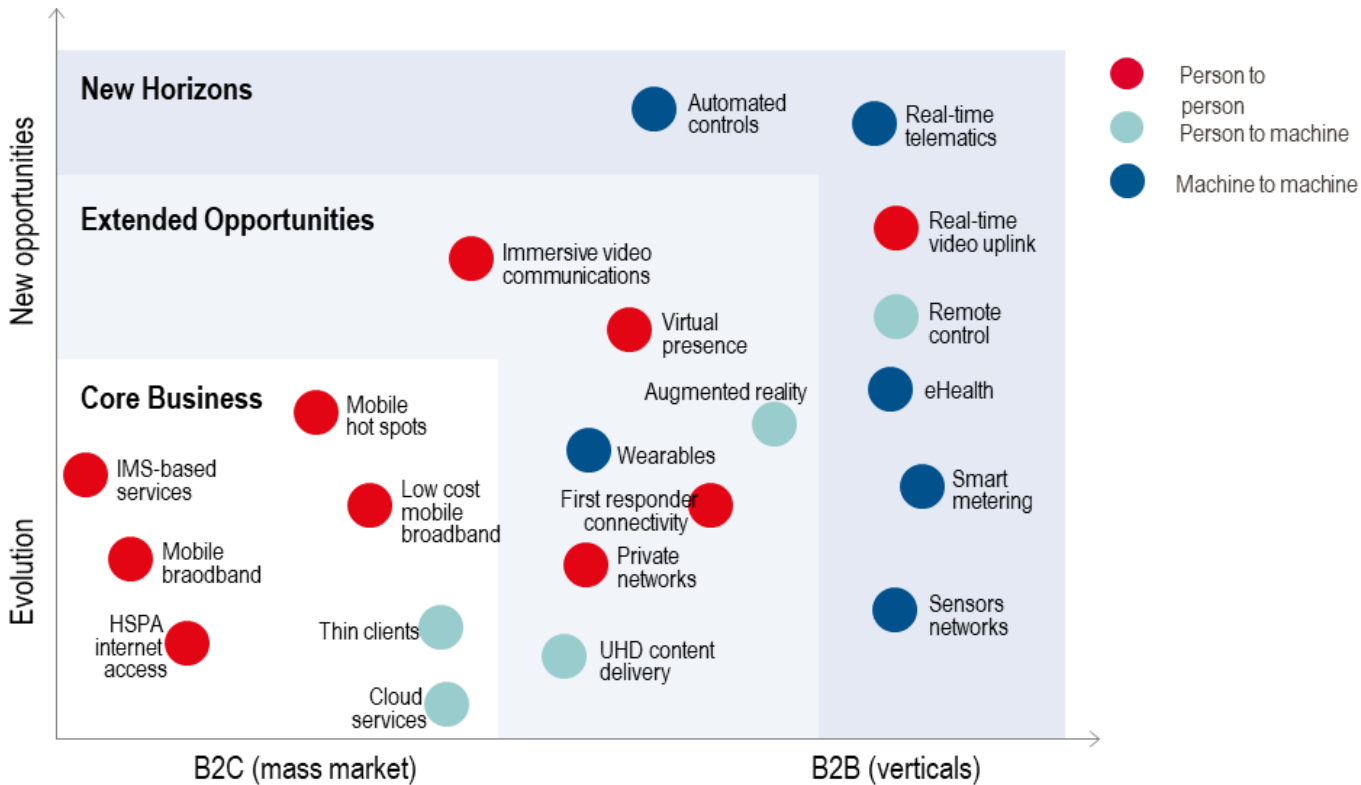 New opportunities
Evolution
New Horizons
Automated
controls
Real-time
telematics
Extended Opportunities
Immersive video
communications
Real-time
video uplink
Virtual
presence
Remote
control
Core Business
Mobile
hot spots
Augmented reality
eHealth
IMS-based
services
Low cost
mobile
broadband
Wearables
First responder
connectivity
Smart
metering
Mobile
braodband
Private
networks
HSPA
internet
access
Thin clients
Cloud
services
UHD content
delivery
Sensors
networks
B2C (mass market)
B2B (verticals)
Person to
person
Person to machine
Machine to machine